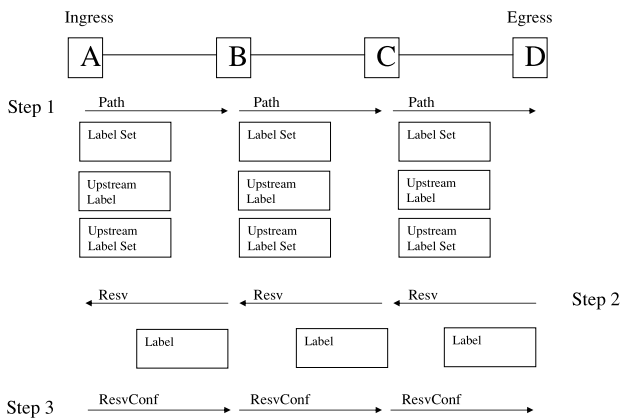 Ingress Egress
A B C D
Step 1 Path Path Path
Label Set Label Set Label Set
Upstream Label Upstream Label Upstream Label
Upstream Label Set Upstream Label Set Upstream Label Set
Resv Resv Resv Step 2
Label Label Label
Step 3 ResvConf ResvConf ResvConf